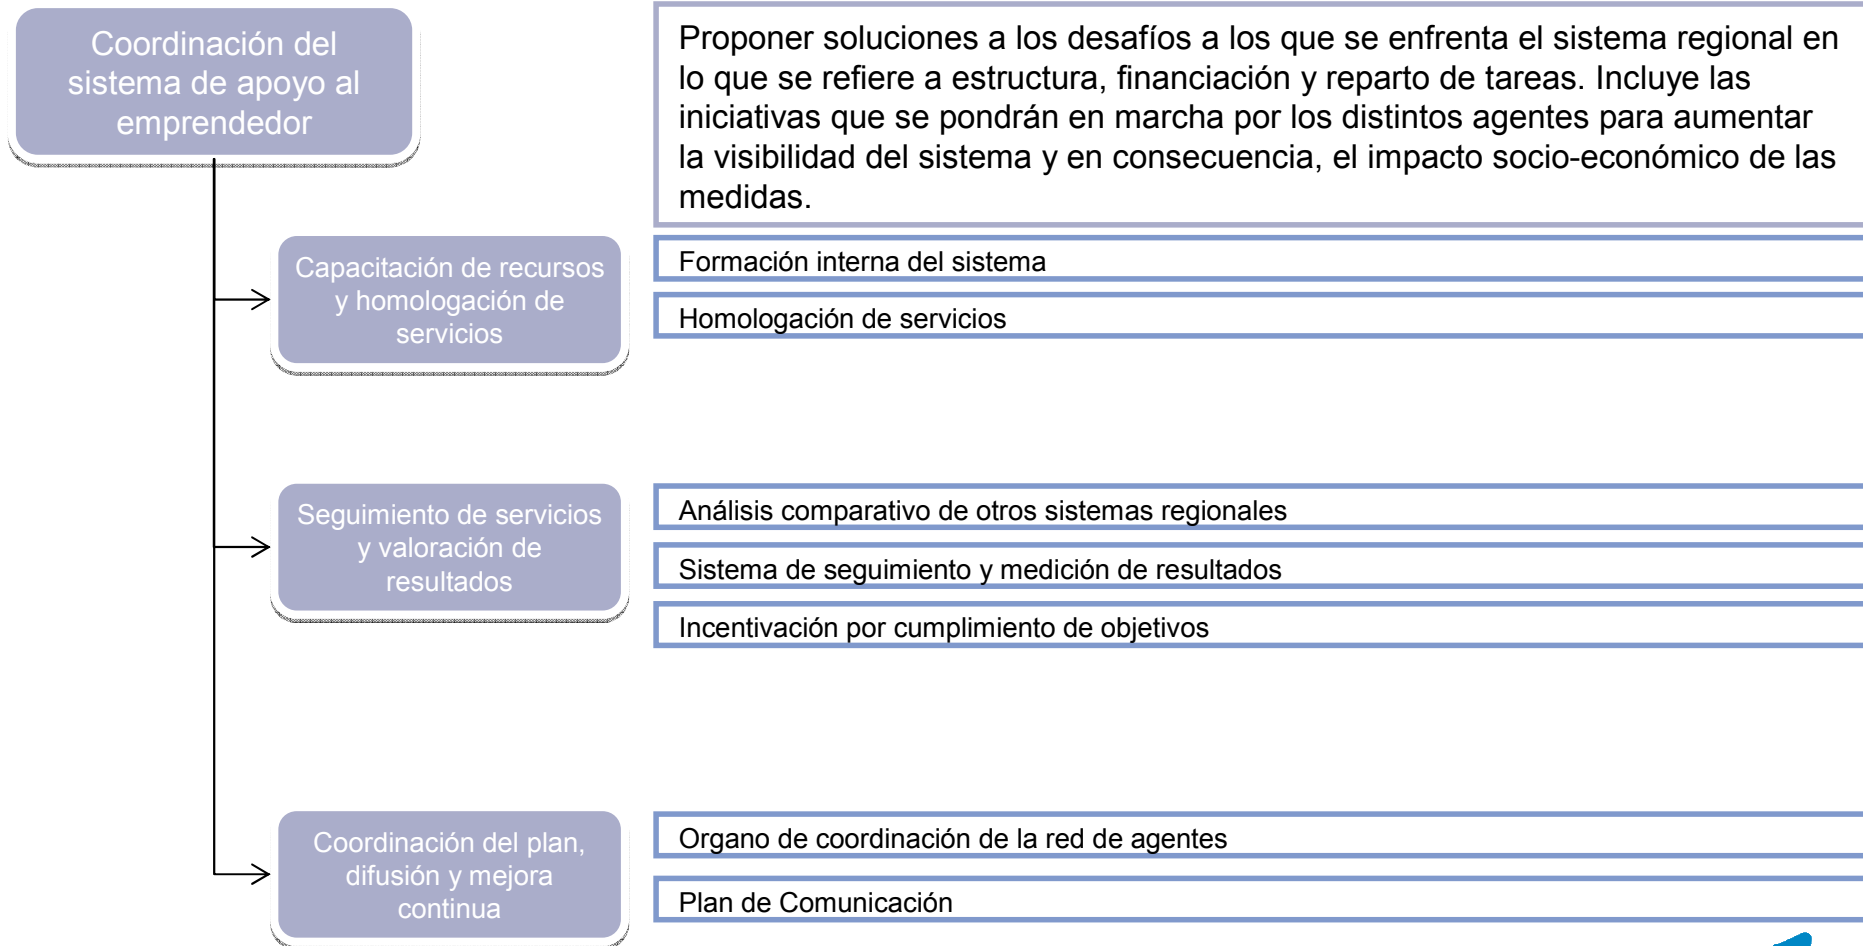 Coordinación del
sistema de apoyo al
emprendedor
Proponer soluciones a los desafíos a los que se enfrenta el sistema regional en
lo que se refiere a estructura, financiación y reparto de tareas. Incluye las
iniciativas que se pondrán en marcha por los distintos agentes para aumentar
la visibilidad del sistema y en consecuencia, el impacto socio-económico de las
medidas.
Capacitación de recursos
y homologación de
servicios
Formación interna del sistema
Homologación de servicios
Seguimiento de servicios
y valoración de
resultados
Análisis comparativo de otros sistemas regionales
Sistema de seguimiento y medición de resultados
Incentivación por cumplimiento de objetivos
Coordinación del plan,
difusión y mejora
continua
Organo de coordinación de la red de agentes
Plan de Comunicación